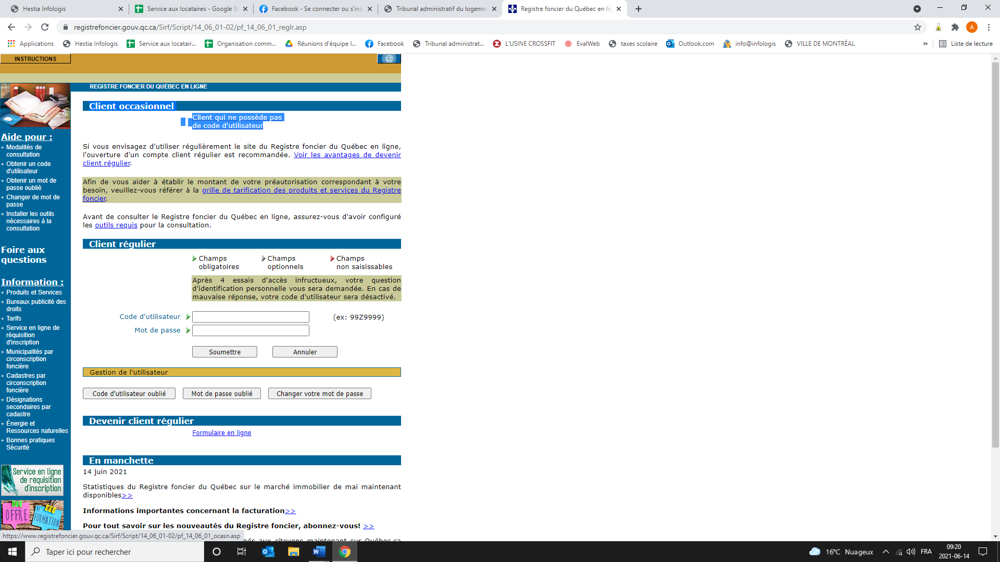 Hestia Infologis
Service aux locataires - Google S
Facebook - Se connecter ou s'ins
Tribunal administratif du logeme
Registre foncier du Québec en lig
registrefoncier.gouv.qc.ca/Sirf/Script/14_06_01-02/pf_14_06_01_reglr.asp
A
Applications
Hestia Infologis
Service aux locatair...
Organisation comm...
Réunions d'équipe I...
Facebook
Tribunal administrat...
L'USINE CROSSFIT
EvalWeb
taxes scolaire
Outlook.com
info@infologis
VILLE DE MONTRÉAL
»
Liste de lecture
INSTRUCTIONS
@
REGISTRE FONCIER DU QUÉBEC EN LIGNE
Aide pour :
Modalités de
consultation
Obtenir un code
d'utilisateur
Obtenir un mot de
passe oublié
Changer de mot de
passe
Installer les outils
nécessaires à la
consultation
Foire aux
questions
Information :
Produits et Services
Bureaux publicité des
droits
Tarifs
Service en ligne de
réquisition
d'inscription
Municipalités par
circonscription
foncière
Cadastres par
circonscription
foncière
Désignations
secondaires par
cadastre
Énergie et
Ressources naturelles
Bonnes pratiques
Sécurité
Service en ligne
de réquisition
d'inscription
OFFRE
DE
FORMATION
Client occasionnel
Client qui ne possède pas
de code d'utilisateur
Si vous envisagez d'utiliser régulièrement le site du Registre foncier du Québec en ligne,
l'ouverture d'un compte client régulier est recommandée. Voir les avantages de devenir
client régulier.
Afin de vous aider à établir le montant de votre préautorisation correspondant à votre
besoin, veuillez-vous référer à la grille de tarification des produits et services du Registre
foncier.
Avant de consulter le Registre foncier du Québec en ligne, assurez-vous d'avoir configuré
les outils requis pour la consultation.
Client régulier
Champs
obligatoires
Champs
optionnels
Champs
non saisissables
Après 4 essais d'accès infructueux, votre question
d'identification personnelle vous sera demandée. En cas de
mauvaise réponse, votre code d'utilisateur sera désactivé.
Code d'utilisateur
(ex: 99Z9999)
Mot de passe
Soumettre
Annuler
Gestion de l'utilisateur
Code d'utilisateur oublié
Mot de passe oublié
Changer votre mot de passe
Devenir client régulier
Formulaire en ligne
En manchette
14 juin 2021
Statistiques du Registre foncier du Québec sur le marché immobilier de mai maintenant
disponibles>>
Informations importantes concernant la facturation>>
Pour tout savoir sur les nouveautés du Registre foncier, abonnez-vous! >>
aux citoyens maintenant sur Québec.ca
https://www.registrefoncier.gouv.qc.ca/Sirf/Script/14_06_01-02/pf_14_06_01_ocasn.asp
Taper ici pour rechercher
16°C Nuageux
FRA
09:20
2021-06-14